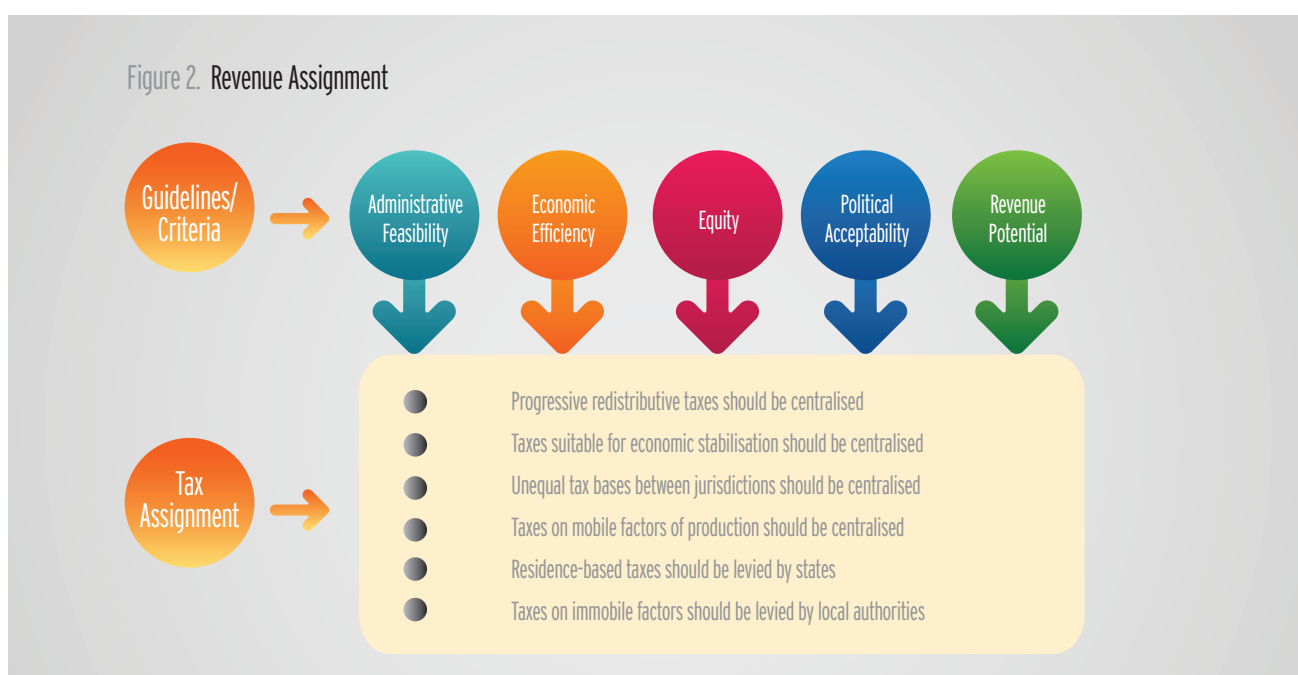 Figure 2. Revenue Assignment
Guidelines/
Criteria
Administrative
Feasibility
Economic
Efficiency
Equity
Political
Acceptability
Revenue
Potential
Tax
Assignment
Progressive redistributive taxes should be centralised
Taxes suitable for economic stabilisation should be centralised
Unequal tax bases between jurisdictions should be centralised
Taxes on mobile factors of production should be centralised
Residence-based taxes should be levied by states
Taxes on immobile factors should be levied by local authorities